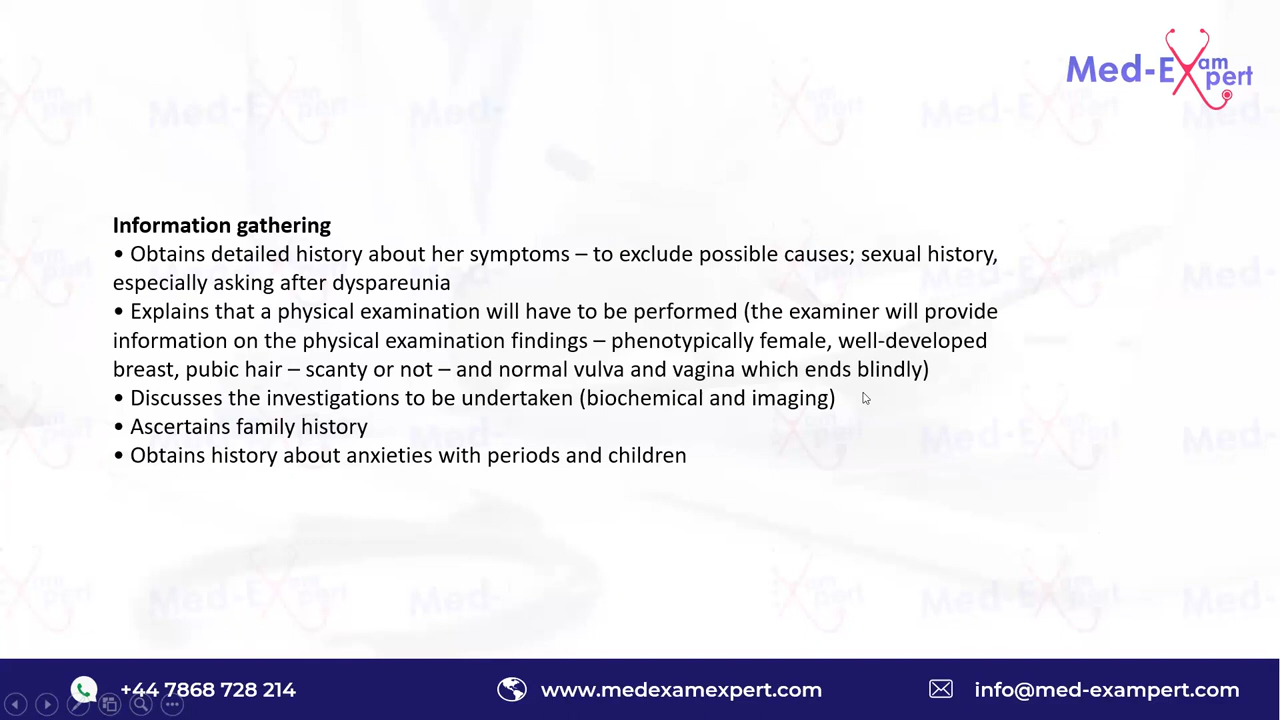 Med-Exam
Expert
Information gathering
• Obtains detailed history about her symptoms – to exclude possible causes; sexual history,
especially asking after dyspareunia
• Explains that a physical examination will have to be performed (the examiner will provide
information on the physical examination findings – phenotypically female, well-developed
breast, pubic hair – scanty or not – and normal vulva and vagina which ends blindly)
• Discusses the investigations to be undertaken (biochemical and imaging)
• Ascertains family history
• Obtains history about anxieties with periods and children
+44 7868 728 214
www.medexamexpert.com
info@med-exampert.com